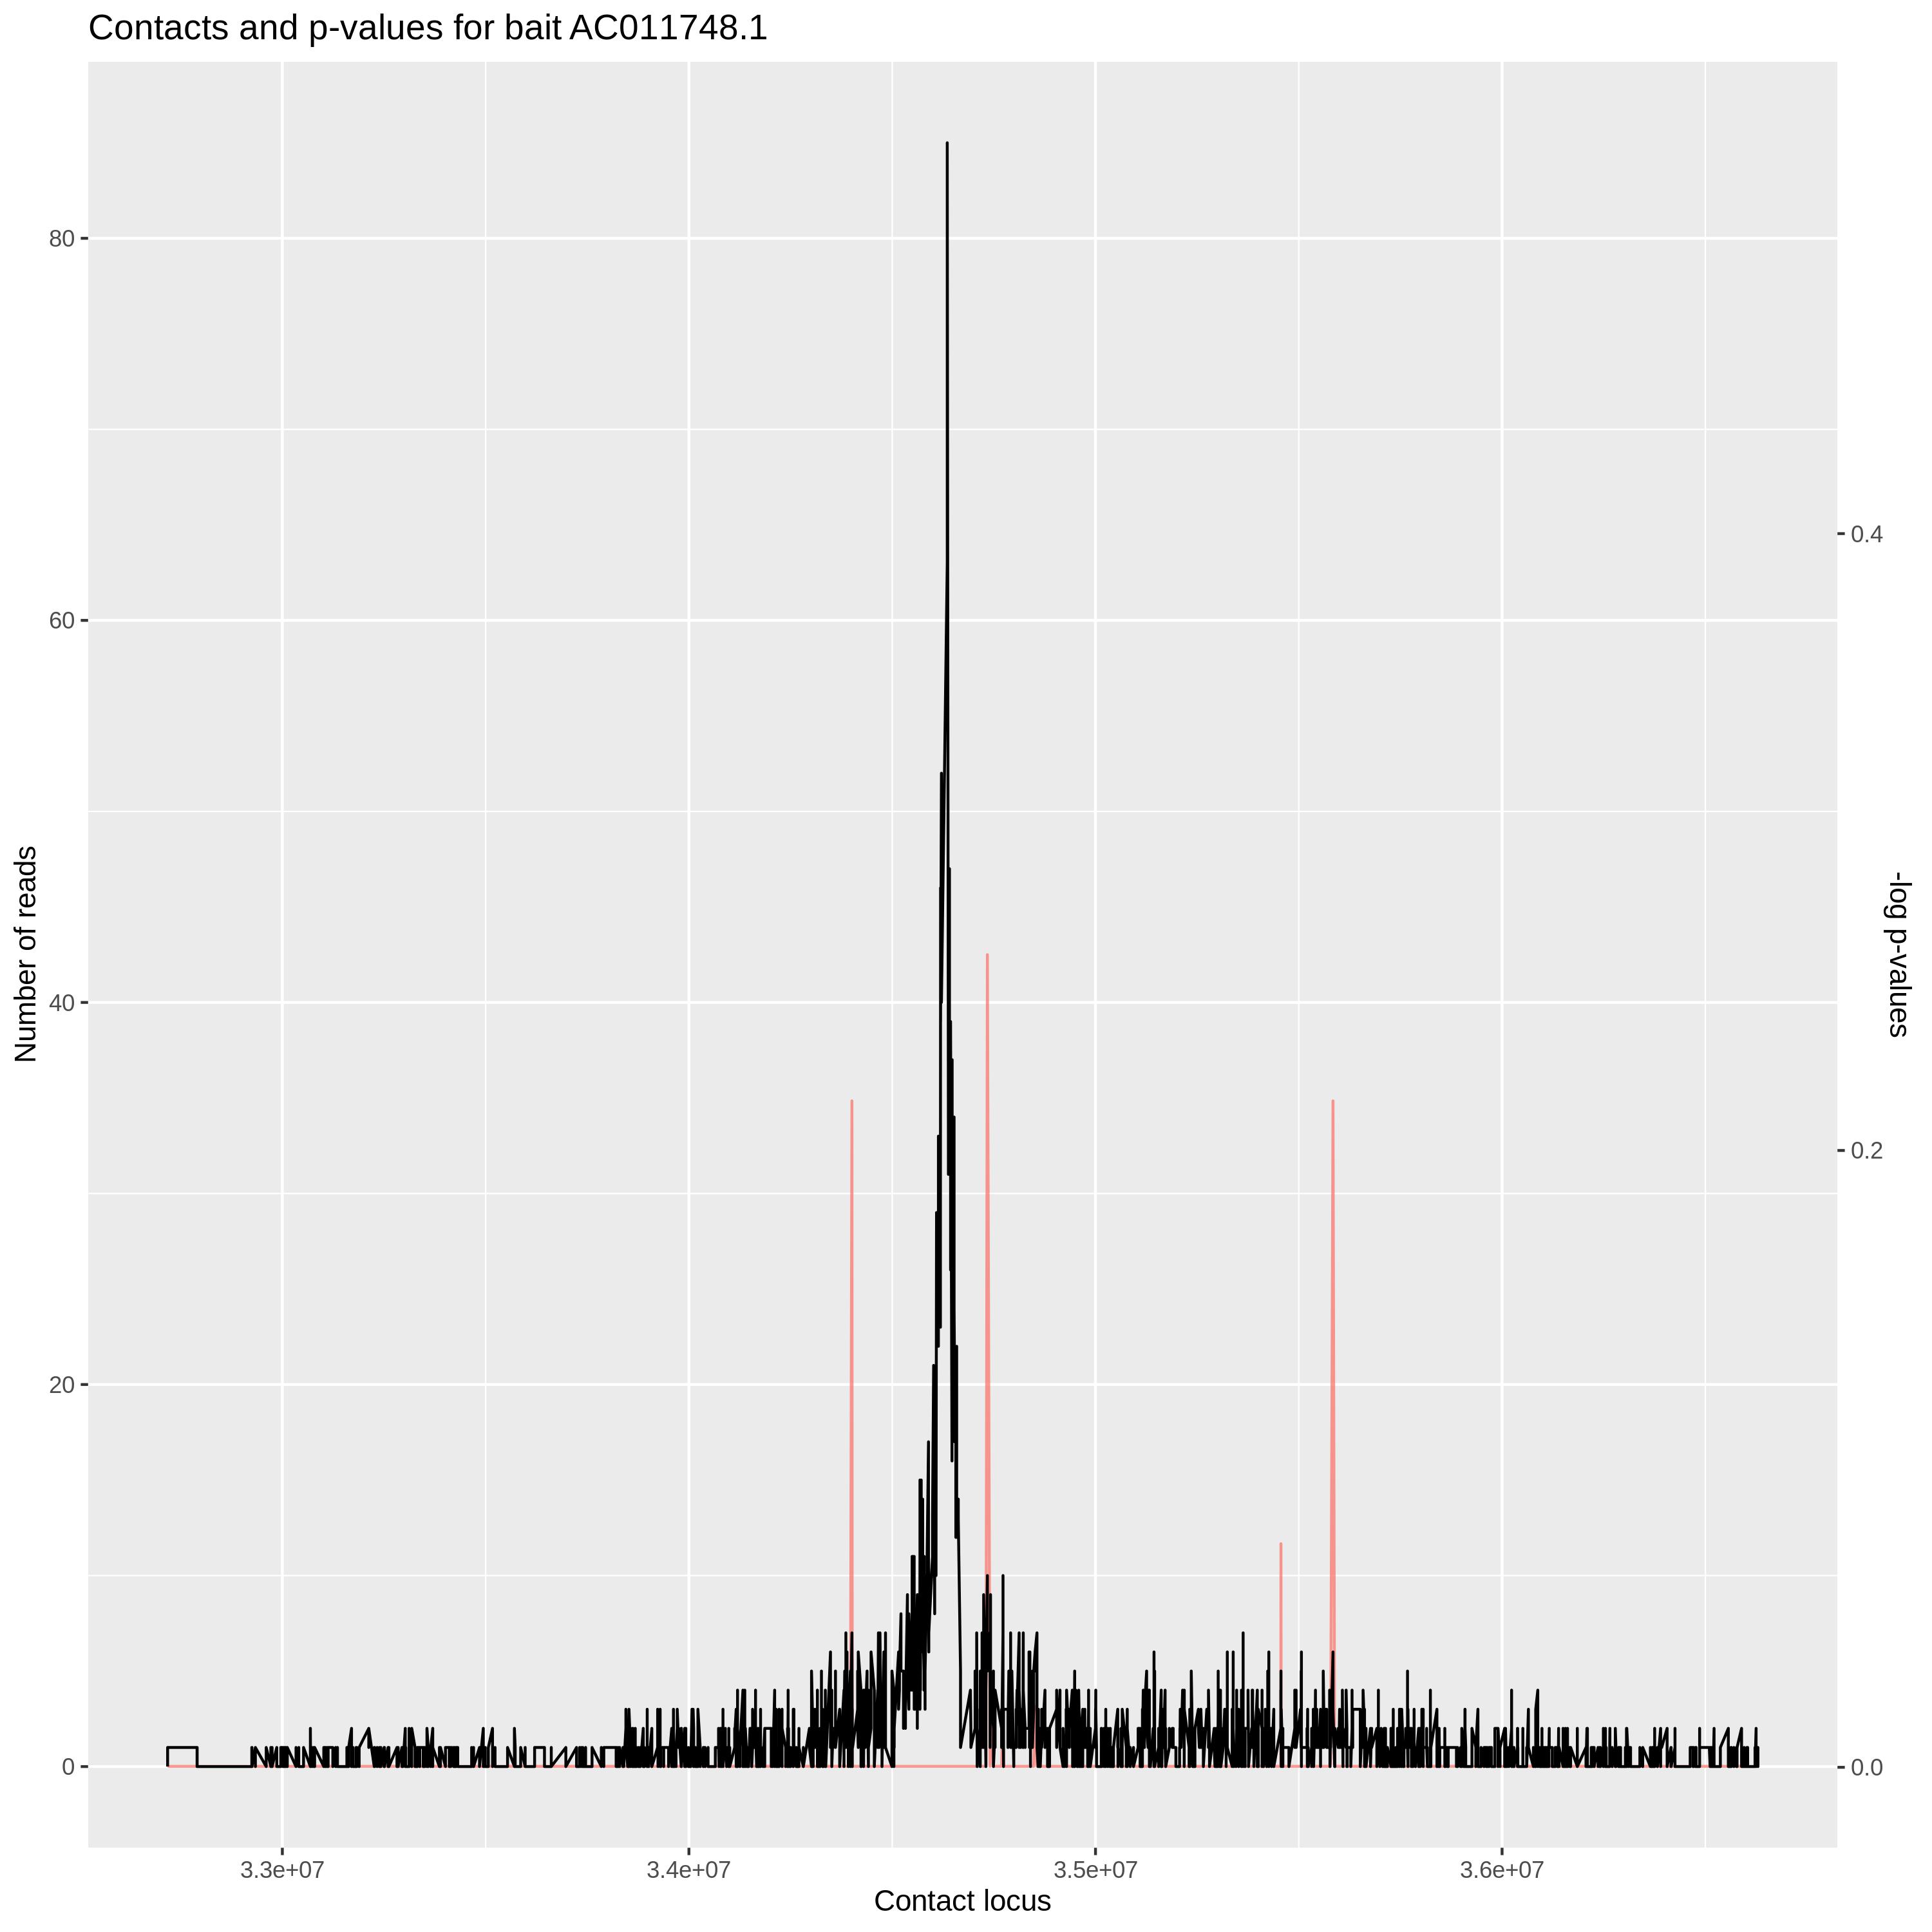 Contacts and p-values for bait AC011748.1
80
60
40
20
0
Number of reads
0.4
0.2
0.0
-log p-values
3.3e+07
3.4e+07
3.5e+07
3.6e+07
Contact locus